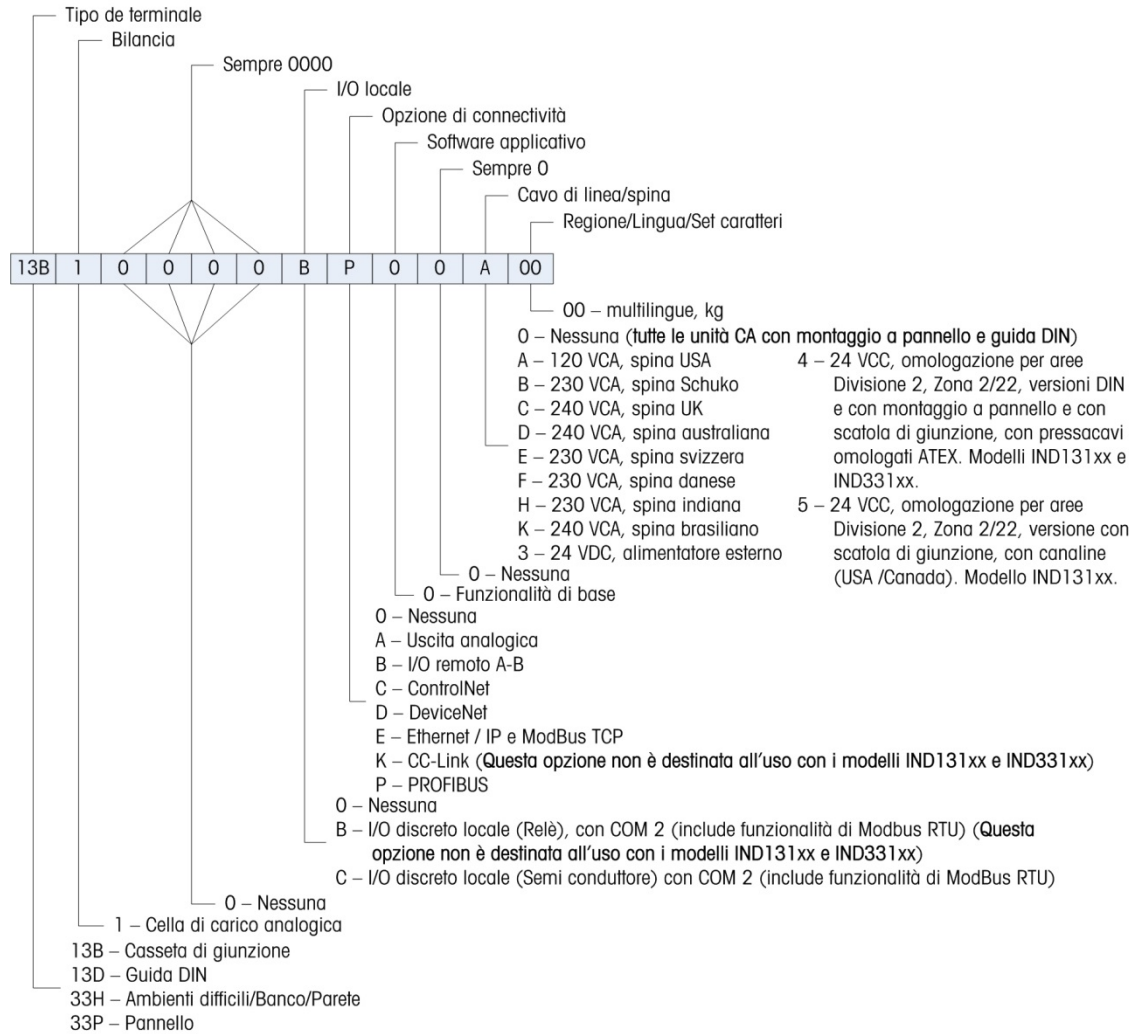 Tipo de terminale
Bilancia
Sempre 0000
I/O locale
Opzione di connectività
Software applicativo
Sempre 0
Cavo di linea/spina
Regione/Lingua/Set caratteri
13B 1 0 0 0 0 B P 0 0 A 00
00 – multilingue, kg
0 – Nessuna (tutte le unità CA con montaggio a pannello e guida DIN)
A – 120 VCA, spina USA
B – 230 VCA, spina Schuko
C – 240 VCA, spina UK
D – 240 VCA, spina australiana
E – 230 VCA, spina svizzera
F – 230 VCA, spina danese
H – 230 VCA, spina indiana
K – 240 VCA, spina brasiliano
3 – 24 VDC, alimentatore esterno
4 – 24 VCC, omologazione per aree
Divisione 2, Zona 2/22, versioni DIN
e con montaggio a pannello e con
scatola di giunzione, con pressacavi
omologati ATEX. Modelli IND131xx e
IND331xx.
5 – 24 VCC, omologazione per aree
Divisione 2, Zona 2/22, versione con
scatola di giunzione, con canaline
(USA /Canada). Modello IND131xx.
0 – Nessuna
0 – Funzionalità di base
0 – Nessuna
A – Uscita analogica
B – I/O remoto A-B
C – ControlNet
D – DeviceNet
E – Ethernet / IP e ModBus TCP
K – CC-Link (Questa opzione non è destinata all'uso con i modelli IND131xx e IND331xx)
P – PROFIBUS
0 – Nessuna
B – I/O discreto locale (Relè), con COM 2 (include funzionalità di Modbus RTU) (Questa
opzione non è destinata all'uso con i modelli IND131xx e IND331xx)
C – I/O discreto locale (Semi conduttore) con COM 2 (include funzionalità di ModBus RTU)
0 – Nessuna
1 – Cella di carico analogica
13B – Casseta di giunzione
13D – Guida DIN
33H – Ambienti difficili/Banco/Parete
33P – Pannello